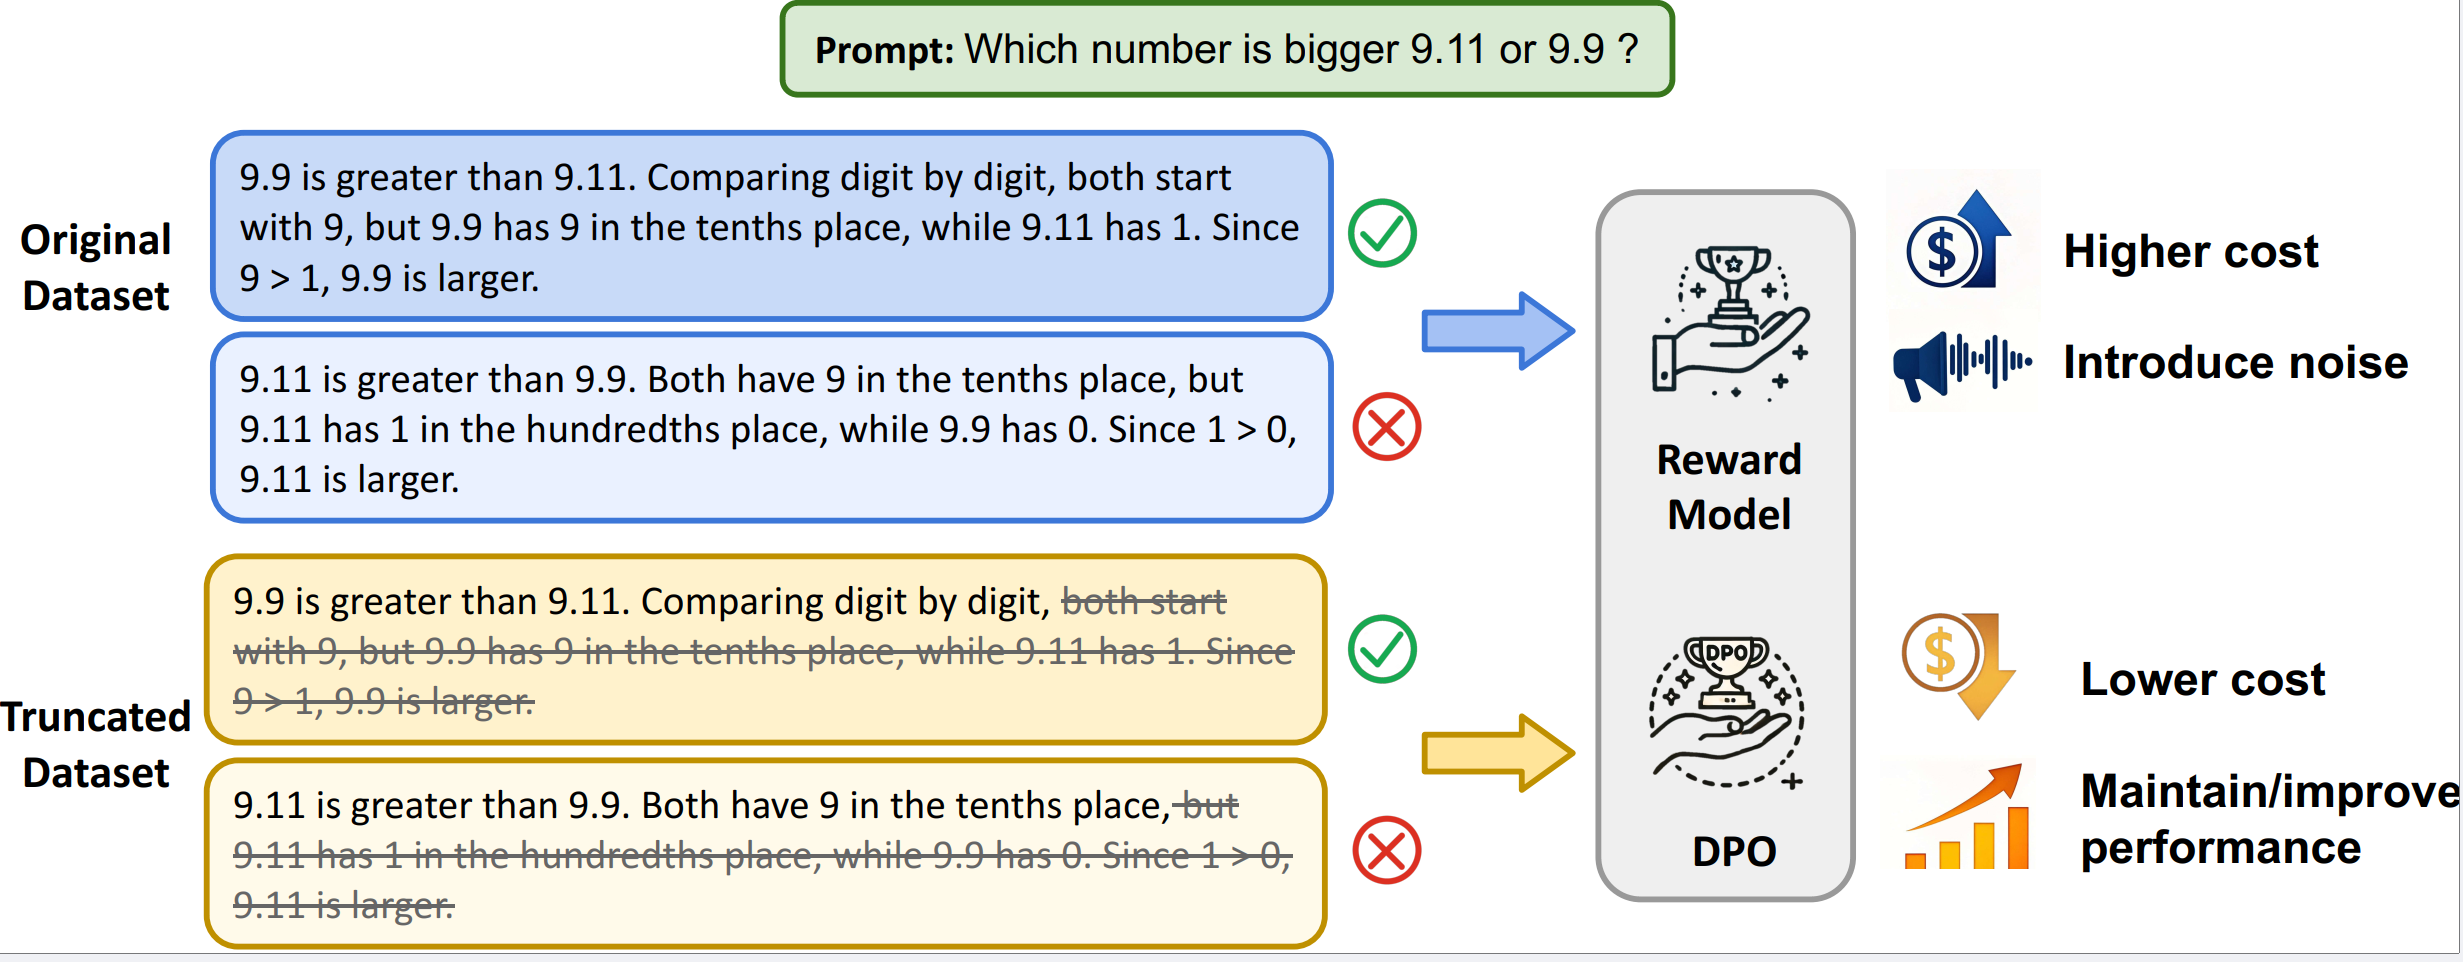 Prompt: Which number is bigger 9.11 or 9.9 ?
Original
Dataset
9.9 is greater than 9.11. Comparing digit by digit, both start
with 9, but 9.9 has 9 in the tenths place, while 9.11 has 1. Since
9 > 1, 9.9 is larger.
9.11 is greater than 9.9. Both have 9 in the tenths place, but
9.11 has 1 in the hundredths place, while 9.9 has 0. Since 1 > 0,
9.11 is larger.
Truncated
Dataset
9.9 is greater than 9.11. Comparing digit by digit, both start
with 9, but 9.9 has 9 in the tenths place, while 9.11 has 1. Since
9 > 1, 9.9 is larger.
9.11 is greater than 9.9. Both have 9 in the tenths place, but
9.11 has 1 in the hundredths place, while 9.9 has 0. Since 1 > 0,
9.11 is larger.
Reward
Model
DPO
DPO
$
Higher cost
Introduce noise
$
Lower cost
Maintain/improve
performance